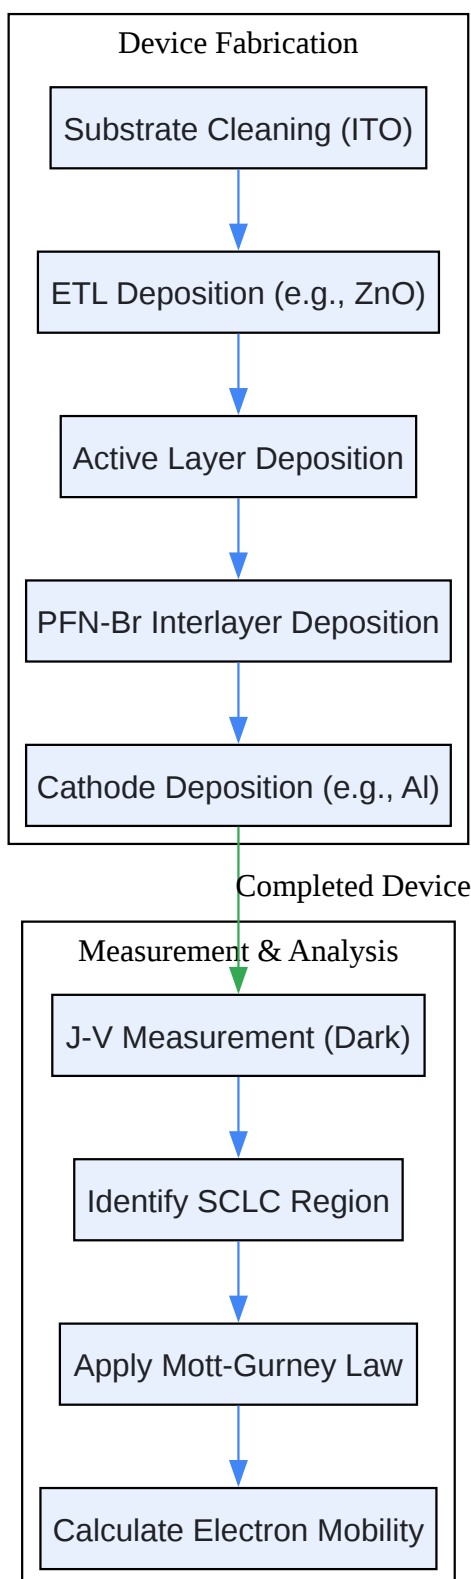 Device Fabrication
Substrate Cleaning (ITO)
ETL Deposition (e.g., ZnO)
Active Layer Deposition
PFN-Br Interlayer Deposition
Cathode Deposition (e.g., Al)
Completed Device
Measurement & Analysis
J-V Measurement (Dark)
Identify SCLC Region
Apply Mott-Gurney Law
Calculate Electron Mobility